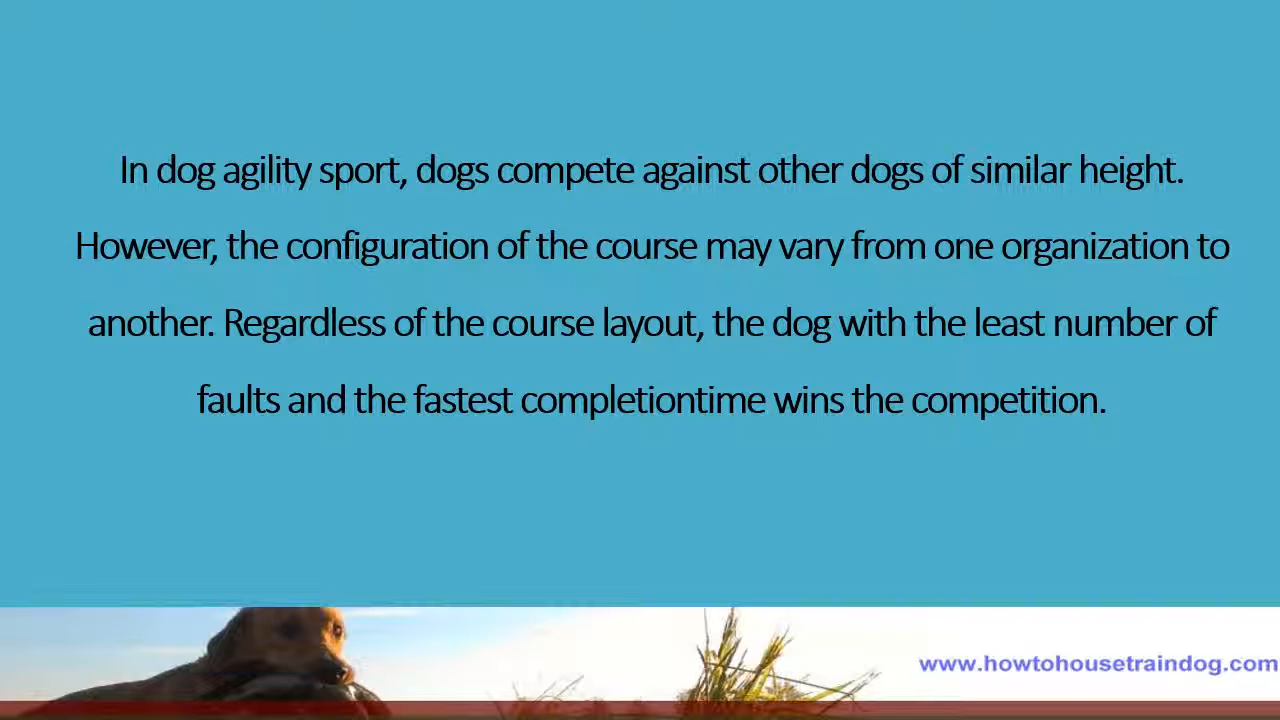 In dog agility sport, dogs compete against other dogs of similar height.
However, the configuration of the course may vary from one organization to
another. Regardless of the course layout, the dog with the least number of
faults and the fastest completiontime wins the competition.
www.howtohousetraindog.com